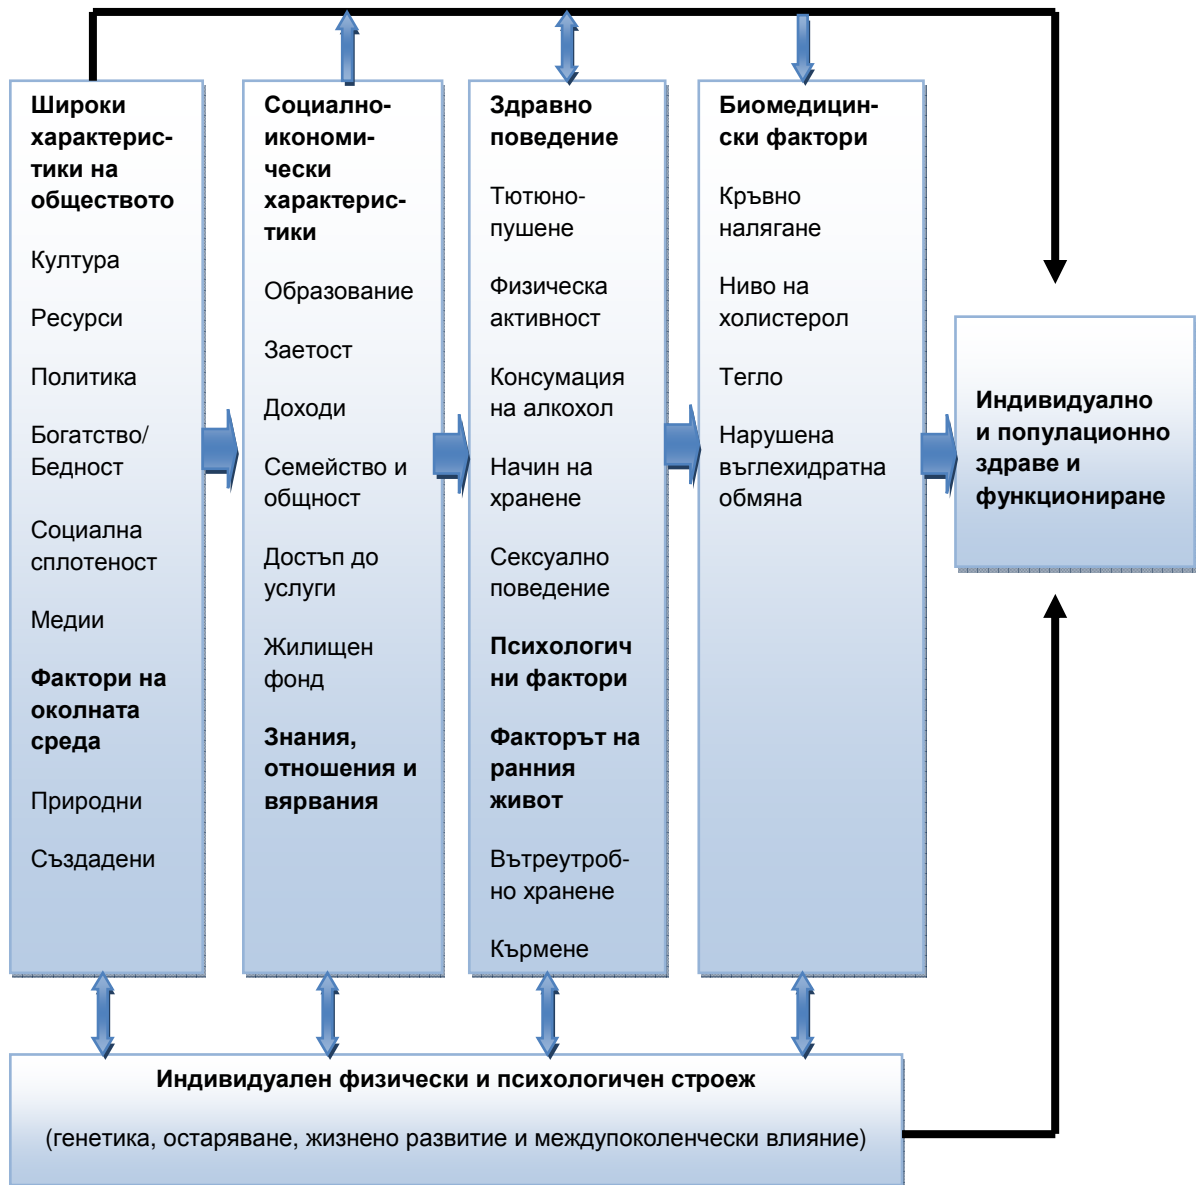 Широки
характерис-
тики на
обществото
Култура
Ресурси
Политика
Богатство/
Бедност
Социална
сплотеност
Медии
Фактори на
околната
среда
Природни
Създадени
Социално-
икономи-
чески
характерис-
тики
Образование
Заетост
Доходи
Семейство и
общност
Достъп до
услуги
Жилищен
фонд
Знания,
отношения и
вярвания
Здравно
поведение
Тютюно-
пушене
Физическа
активност
Консумация
на алкохол
Начин на
хранене
Сексуално
поведение
Психологич
ни фактори
Факторът на
ранния
живот
Вътреутроб-
но хранене
Кърмене
Биомедицин-
ски фактори
Кръвно
налягане
Ниво на
холистерол
Тегло
Нарушена
въглехидратна
обмяна
Индивидуално
и популационно
здраве и
функциониране
Индивидуален физически и психологичен строеж
(генетика, остаряване, жизнено развитие и междупоколенчески влияние)